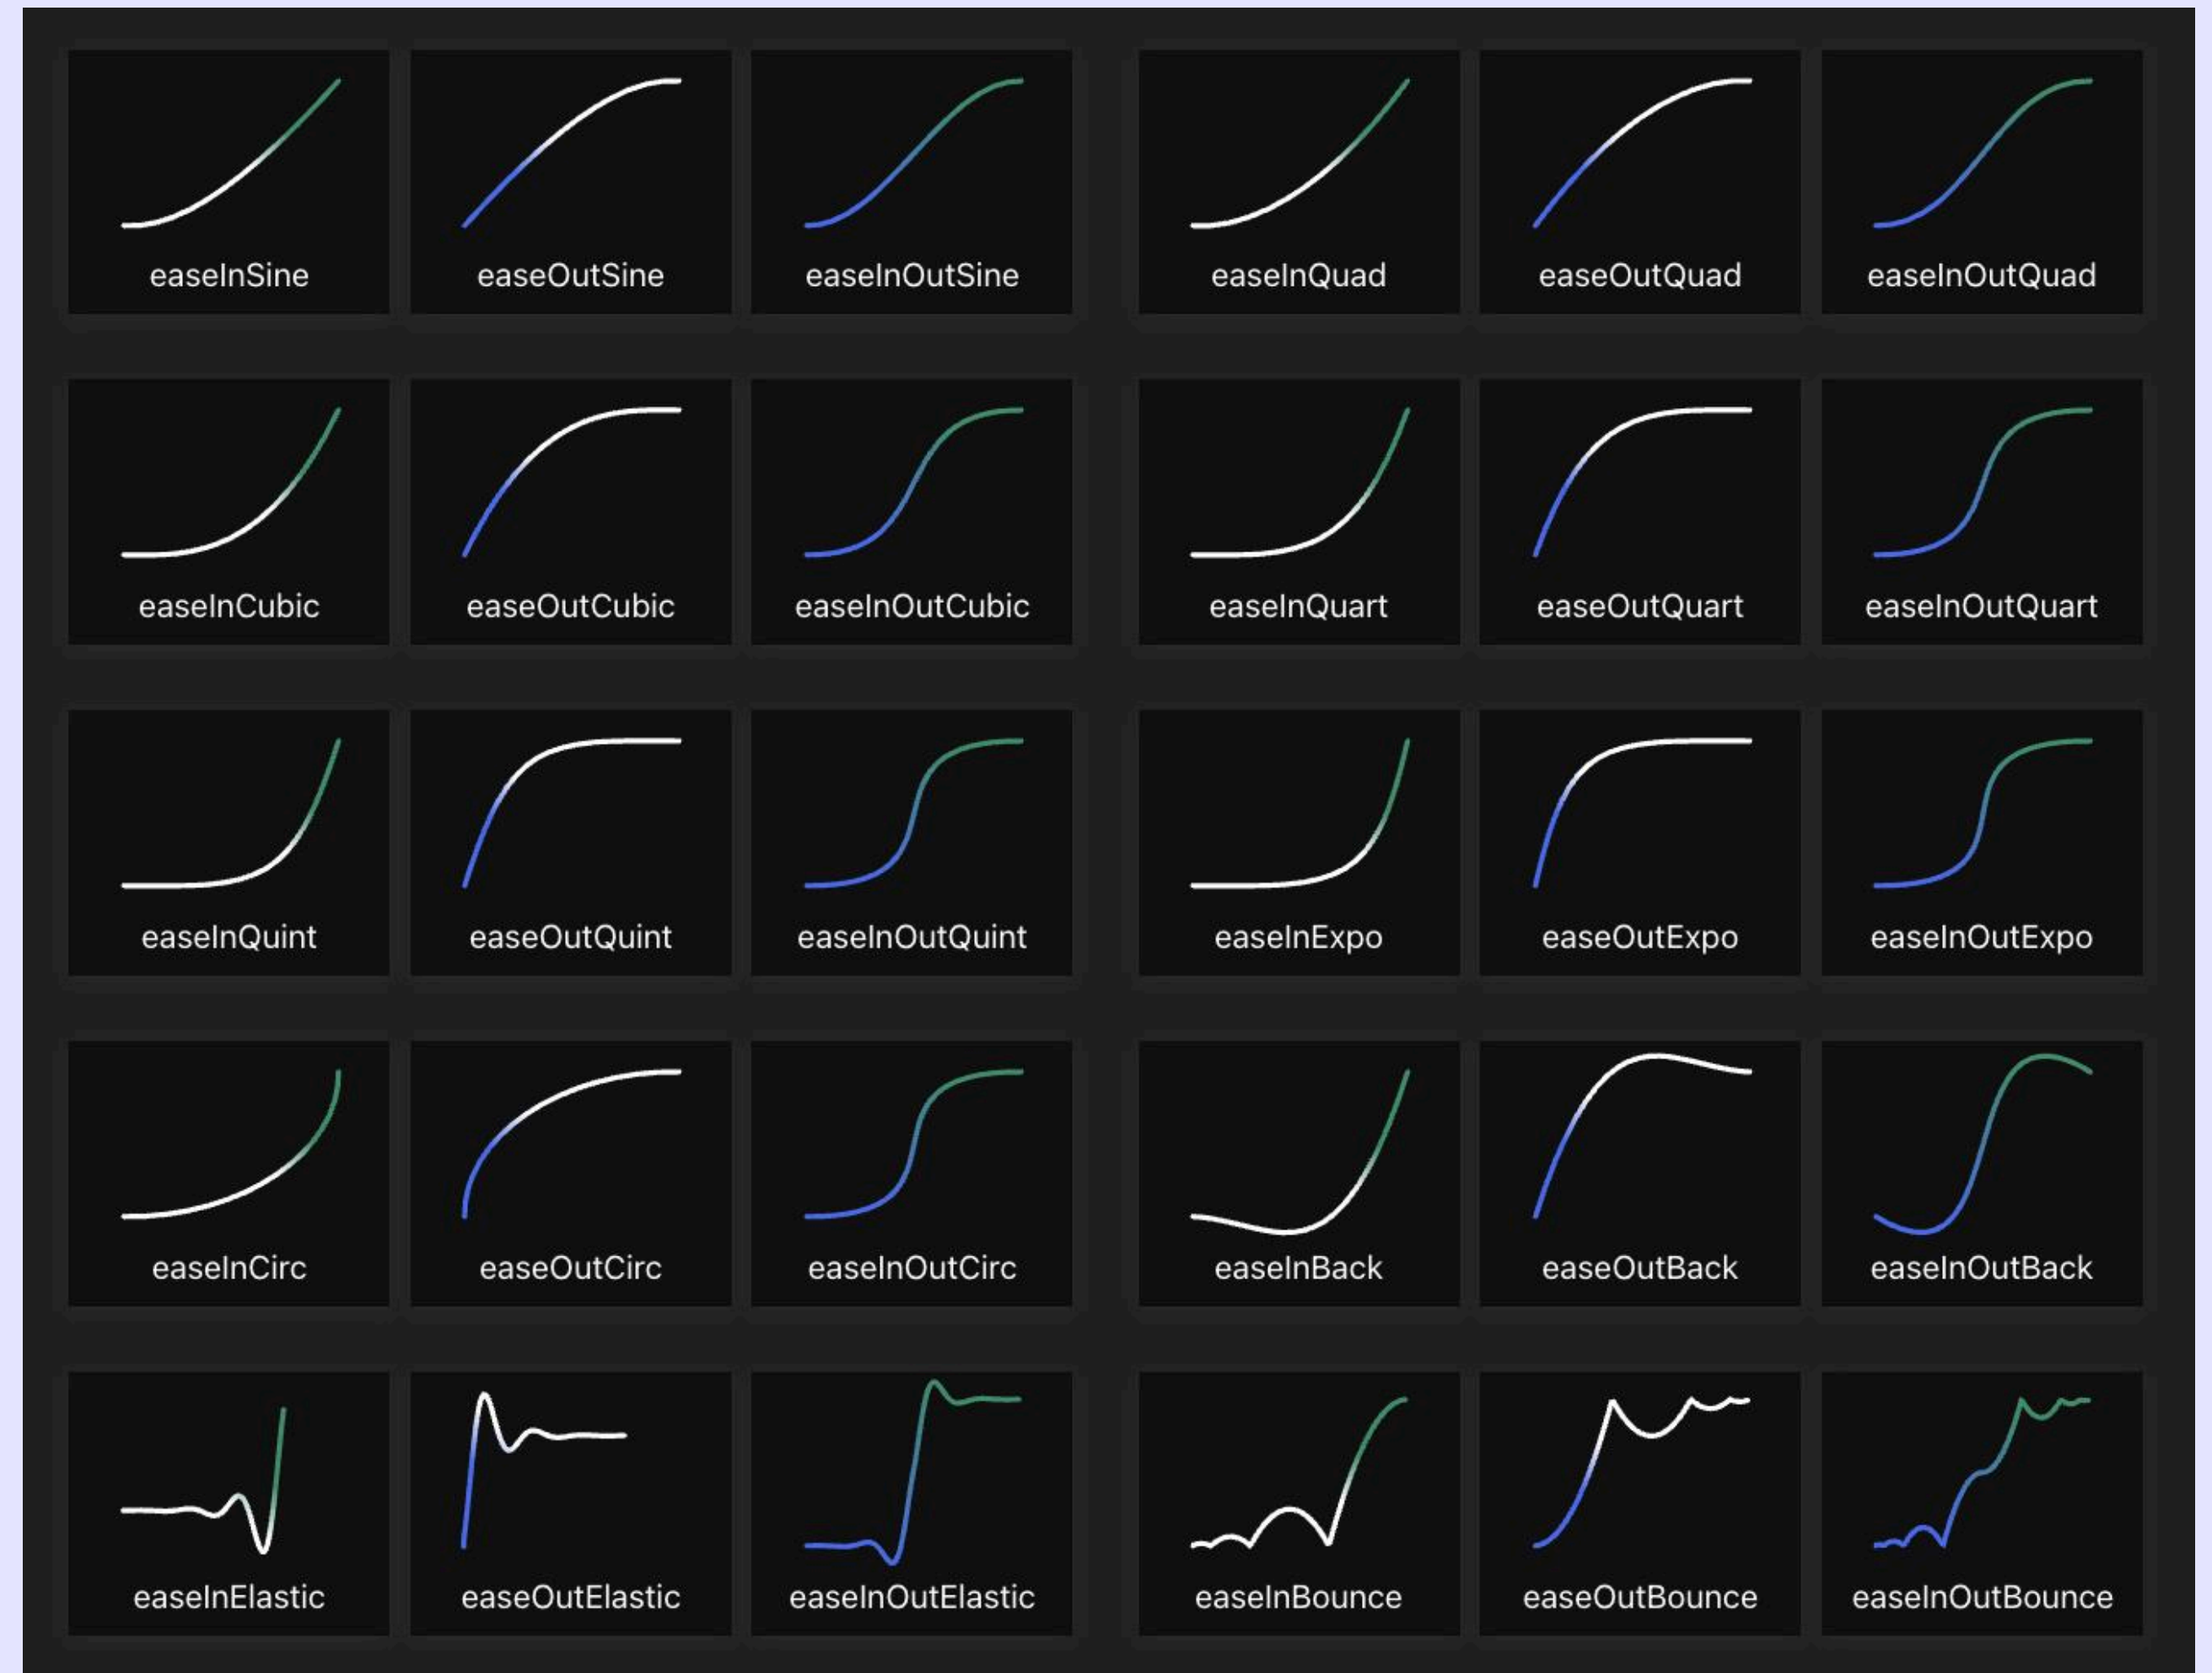 easeInSine
easeOutSine
easeInOutSine
easeInQuad
easeOutQuad
easeInOutQuad
easeInCubic
easeOutCubic
easeInOutCubic
easeInQuart
easeOutQuart
easeInOutQuart
easeInQuint
easeOutQuint
easeInOutQuint
easeInExpo
easeOutExpo
easeInOutExpo
easeInCirc
easeOutCirc
easeInOutCirc
easeInBack
easeOutBack
easeInOutBack
easeInElastic
easeOutElastic
easeInOutElastic
easeInBounce
easeOutBounce
easeInOutBounce